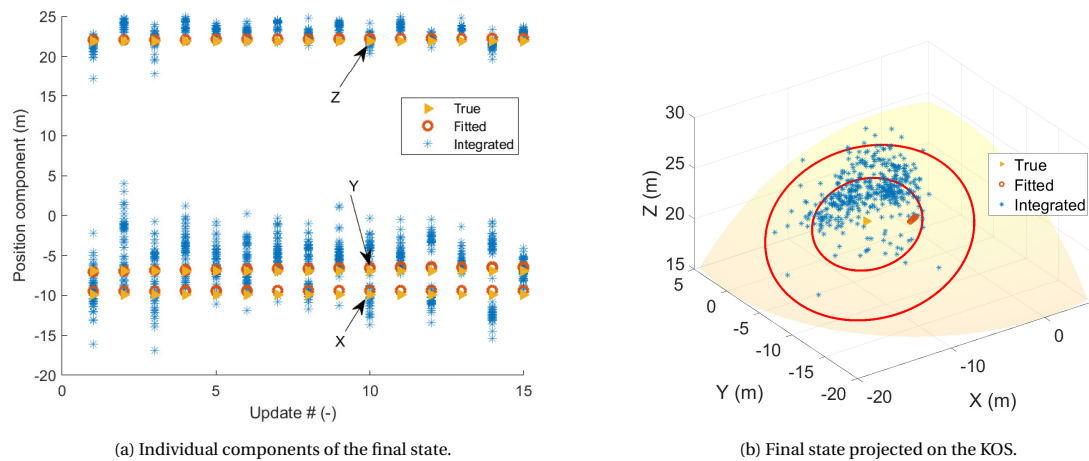 25
20
15
10
5
0
-5
-10
-15
-20
Position component (m)
0
5
10
15
Update # (-)
Z
Y
X
True
Fitted
Integrated
(a) Individual components of the final state.
30
25
20
15
Z (m)
5
0
-5
-10
-15
-20
Y (m)
-20
-10
0
X (m)
True
Fitted
Integrated
(b) Final state projected on the KOS.